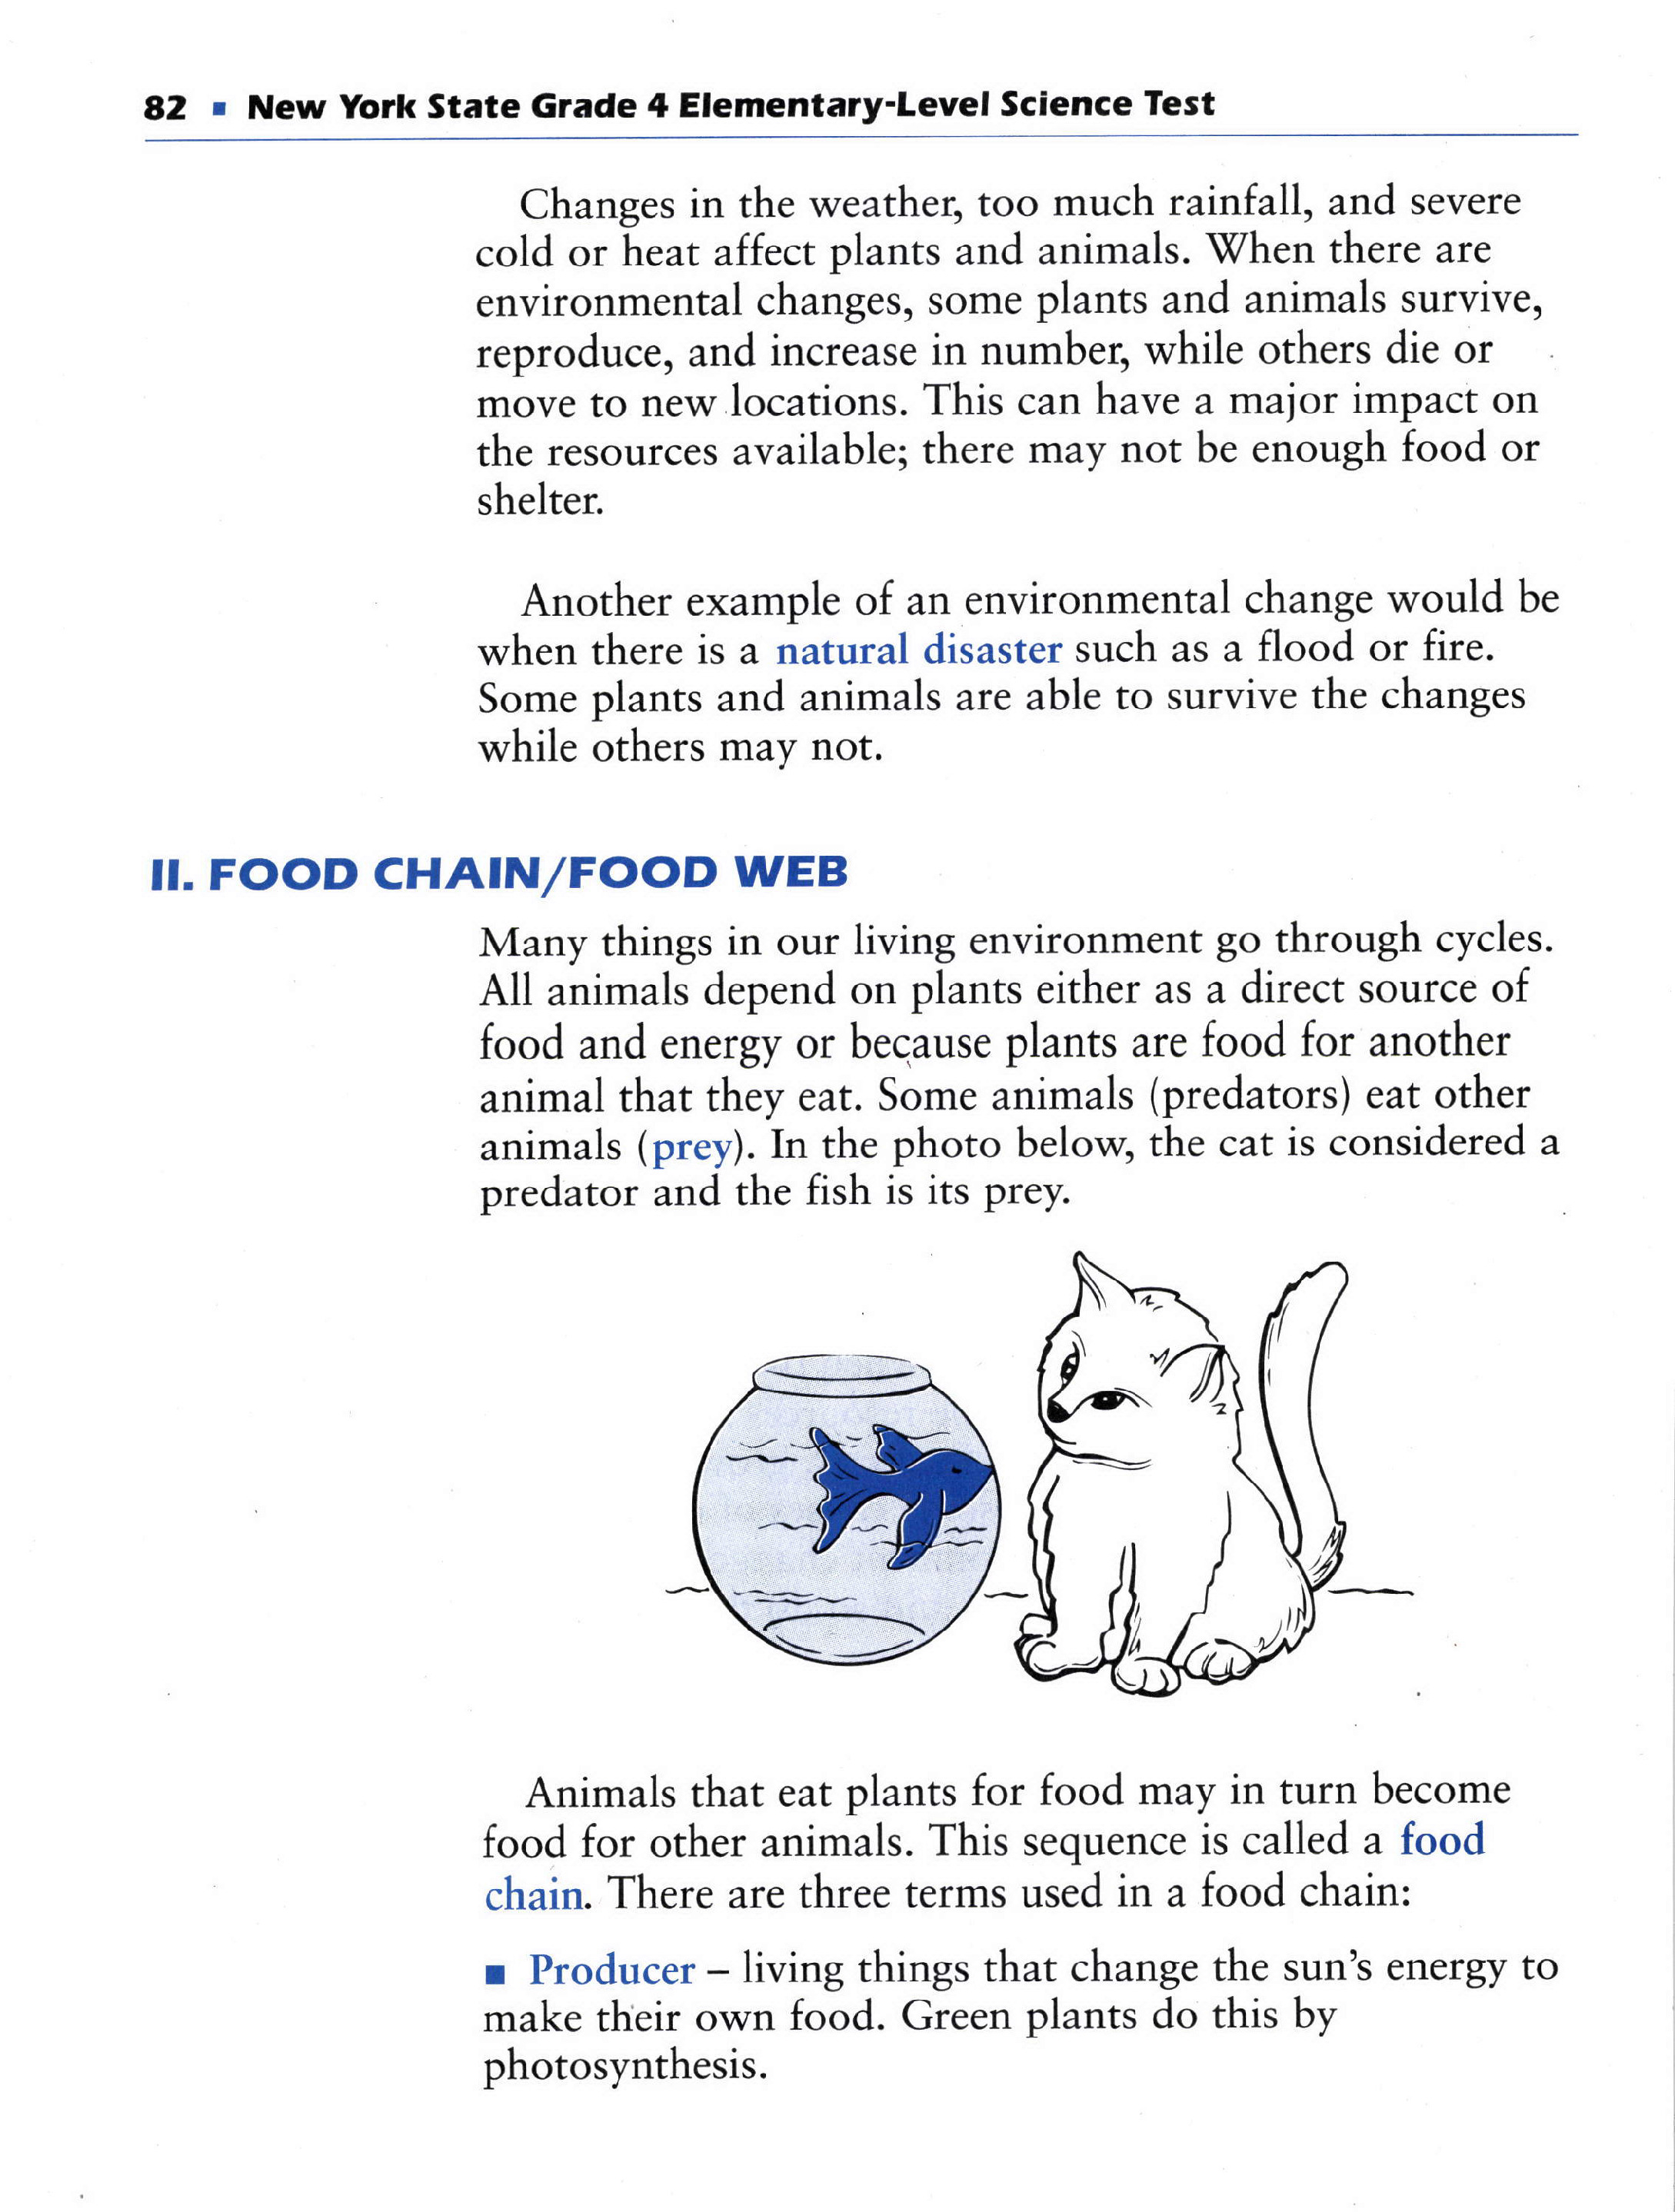 82 ▪ New York State Grade 4 Elementary-Level Science Test
Changes in the weather, too much rainfall, and severe
cold or heat affect plants and animals. When there are
environmental changes, some plants and animals survive,
reproduce, and increase in number, while others die or
move to new locations. This can have a major impact on
the resources available; there may not be enough food or
shelter.
Another example of an environmental change would be
when there is a natural disaster such as a flood or fire.
Some plants and animals are able to survive the changes
while others may not.
II. FOOD CHAIN/FOOD WEB
Many things in our living environment go through cycles.
All animals depend on plants either as a direct source of
food and energy or because plants are food for another
animal that they eat. Some animals (predators) eat other
animals (prey). In the photo below, the cat is considered a
predator and the fish is its prey.
Animals that eat plants for food may in turn become
food for other animals. This sequence is called a food
chain. There are three terms used in a food chain:
▪ Producer – living things that change the sun's energy to
make their own food. Green plants do this by
photosynthesis.